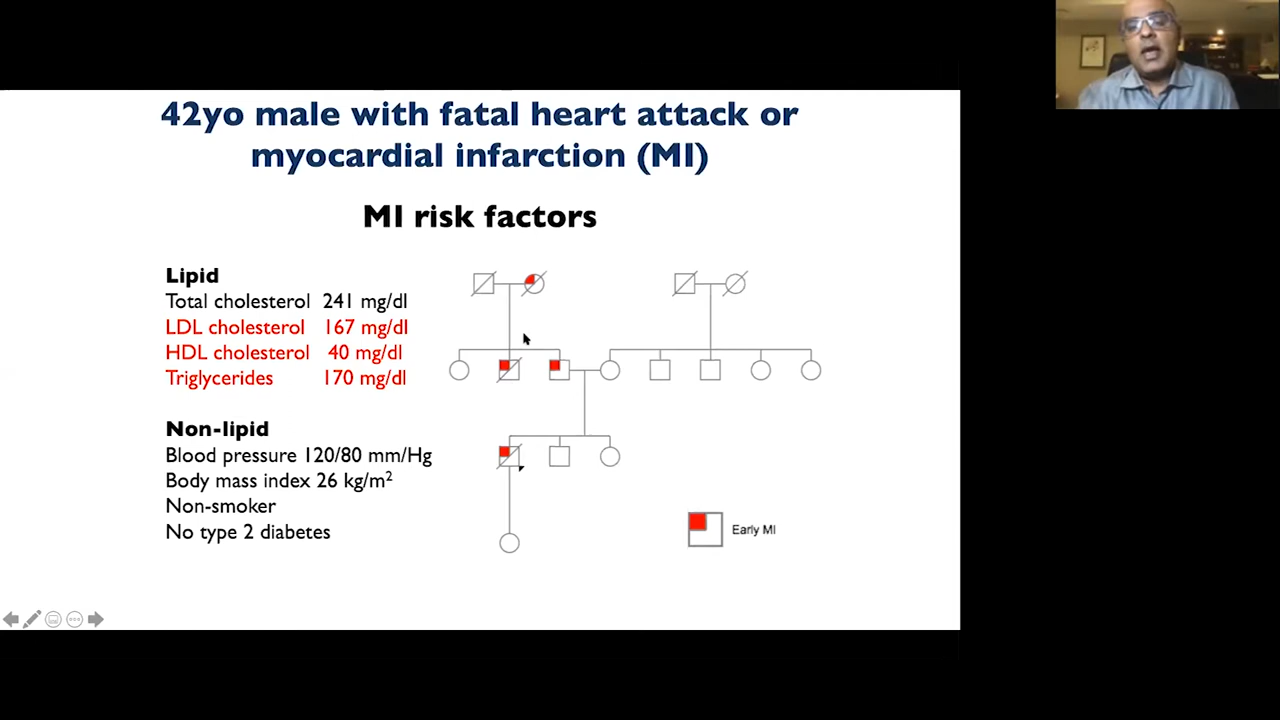 42yo male with fatal heart attack or
myocardial infarction (MI)
MI risk factors
Lipid
Total cholesterol 241 mg/dl
LDL cholesterol 167 mg/dl
HDL cholesterol 40 mg/dl
Triglycerides 170 mg/dl
Non-lipid
Blood pressure 120/80 mm/Hg
Body mass index 26 kg/m²
Non-smoker
No type 2 diabetes
Early MI